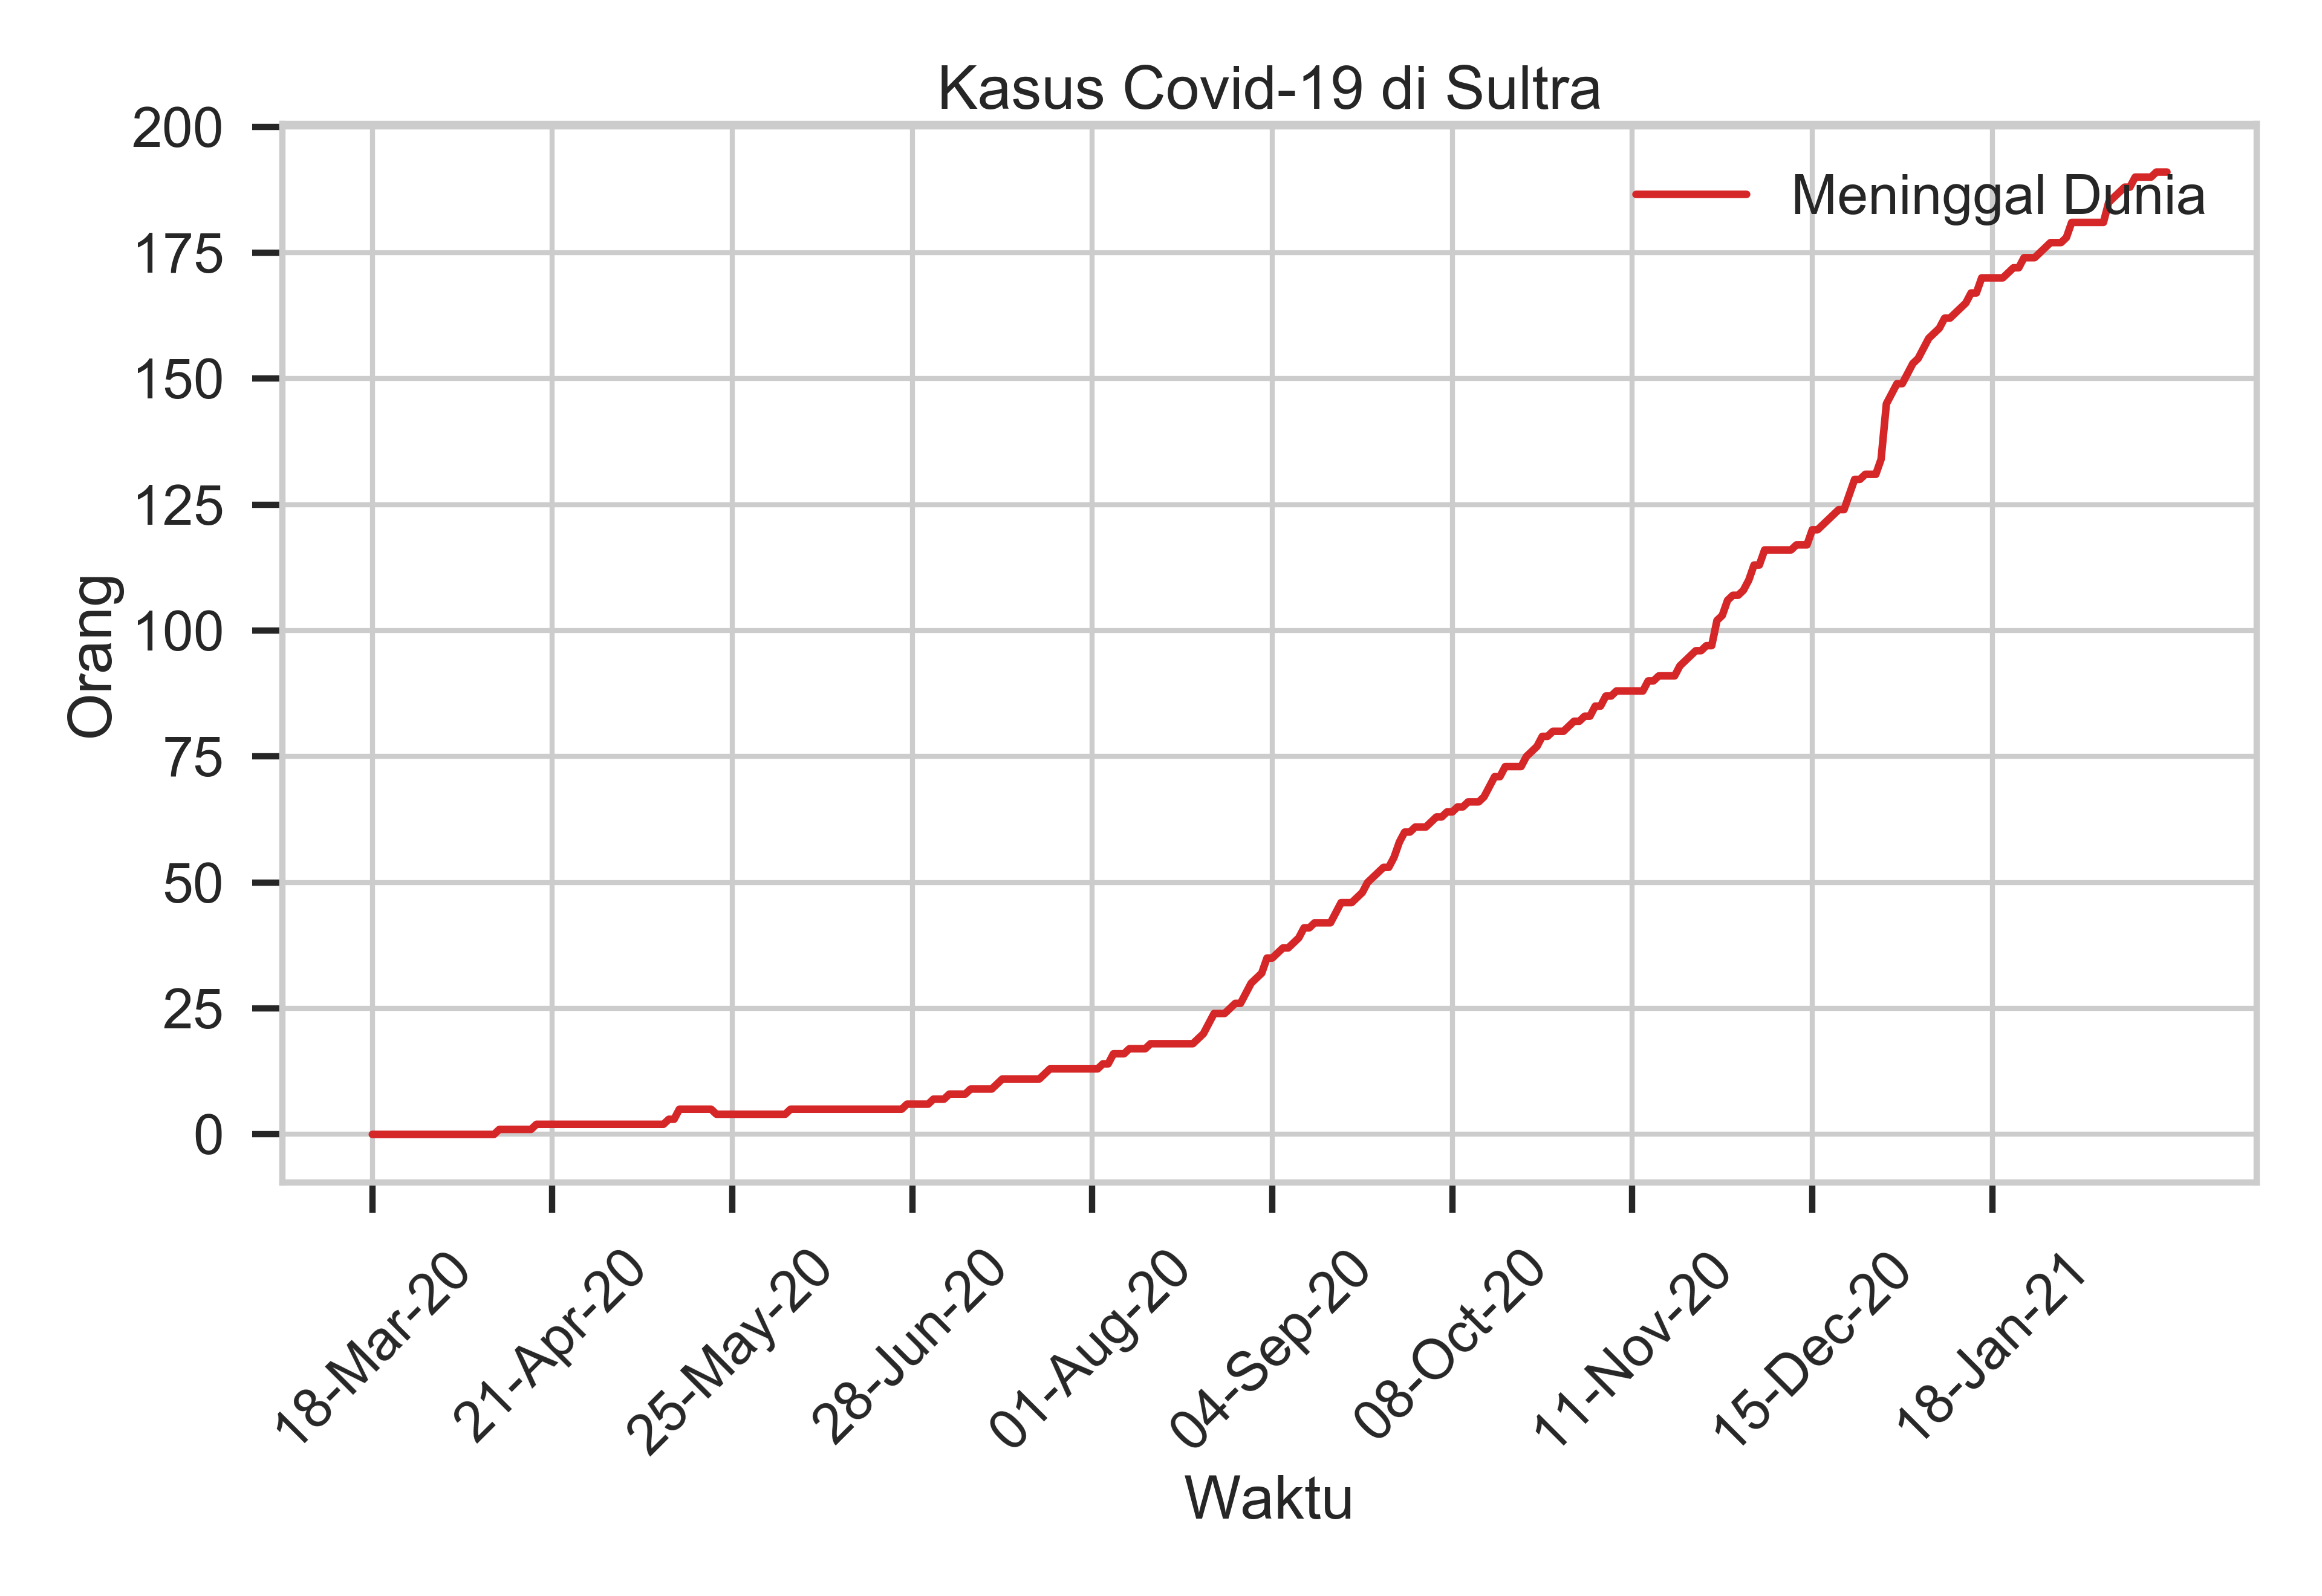 Kasus Covid-19 di Sultra
Meninggal Dunia
200
175
150
125
100
75
50
25
0
Orang
18-Mar-20
21-Apr-20
25-May-20
28-Jun-20
01-Aug-20
04-Sep-20
08-Oct-20
11-Nov-20
15-Dec-20
18-Jan-21
Waktu